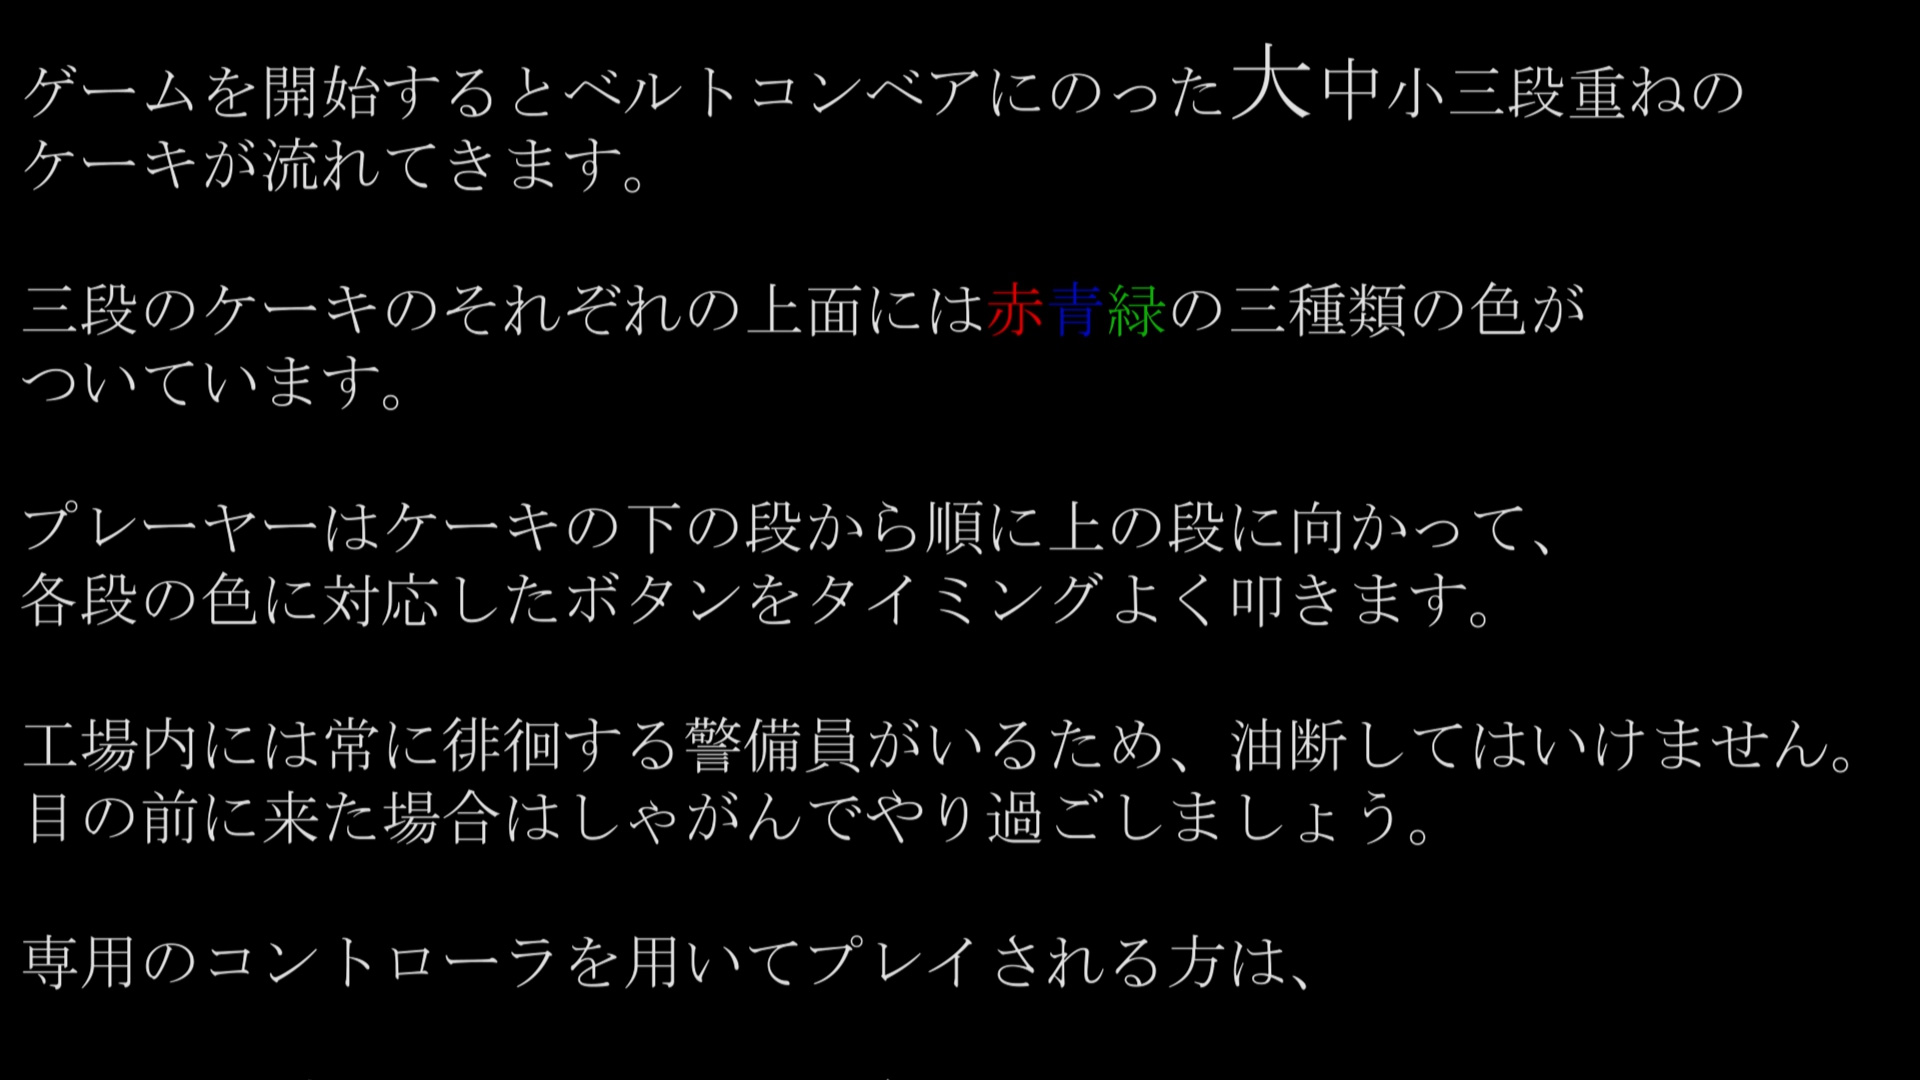 ゲームを開始するとベルトコンベアにのった大中小三段重ねの
ケーキが流れてきます。
三段のケーキのそれぞれの上面には赤青緑の三種類の色が
ついています。
プレーヤーはケーキの下の段から順に上の段に向かって、
各段の色に対応したボタンをタイミングよく叩きます。
工場内には常に徘徊する警備員がいるため、油断してはいけません。
目の前に来た場合はしゃがんでやり過ごしましょう。
専用のコントローラを用いてプレイされる方は、